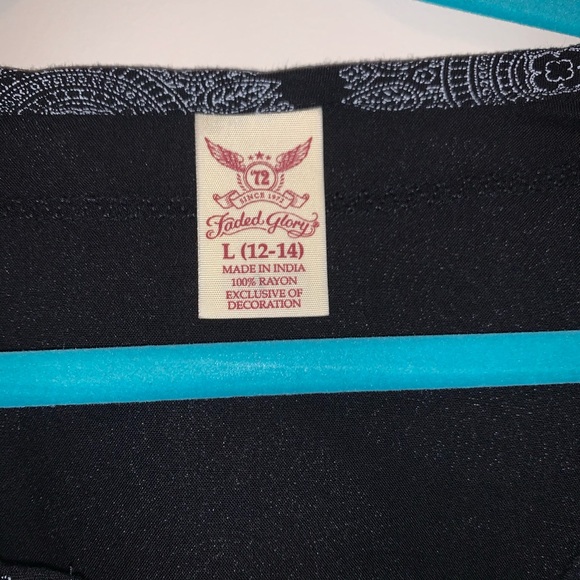 '72
SINCE 1972
Faded Glory
L (12-14)
MADE IN INDIA
100% RAYON
EXCLUSIVE OF
DECORATION